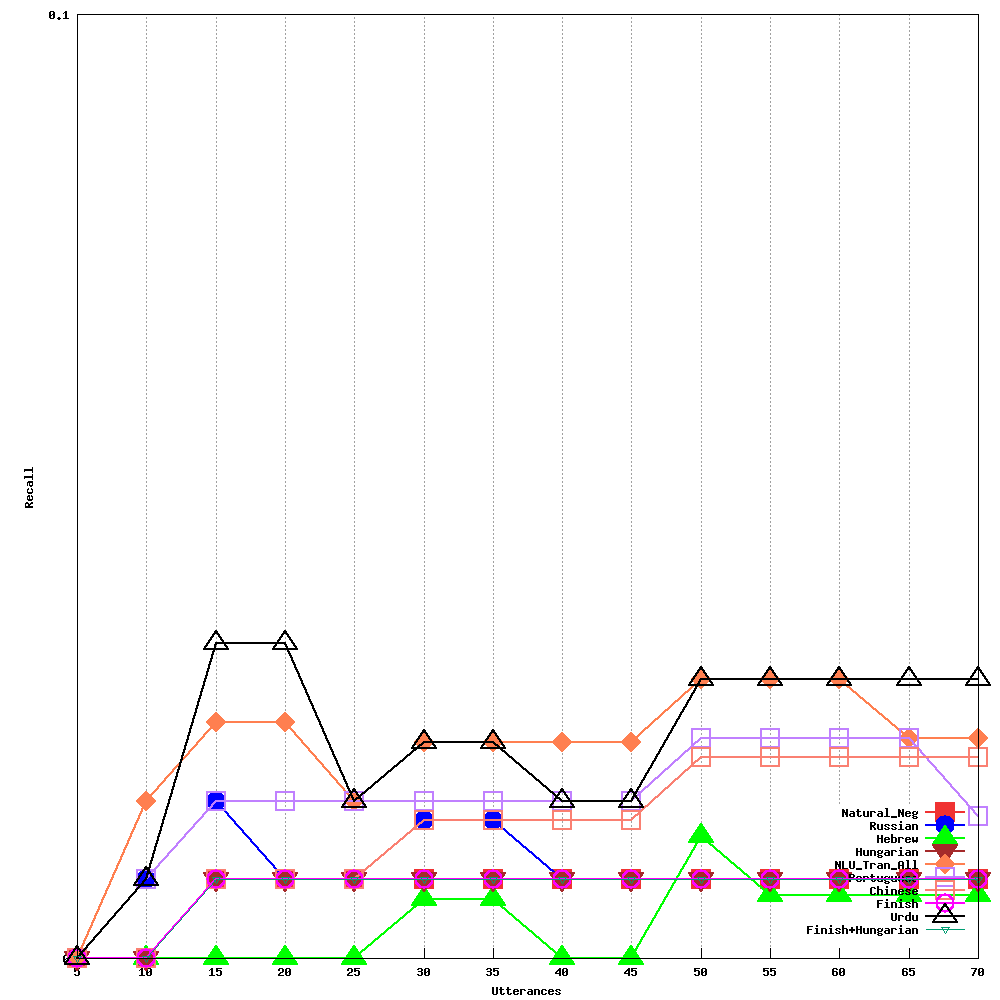 0.1
Recall
Natural_Neg
Russian
Hebrew
Hungarian
NLU_Tran_All
Portuguese
Chinese
Finish
Urdu
Finish+Hungarian
5 10 15 20 25 30 35 40 45 50 55 60 65 70
Utterances